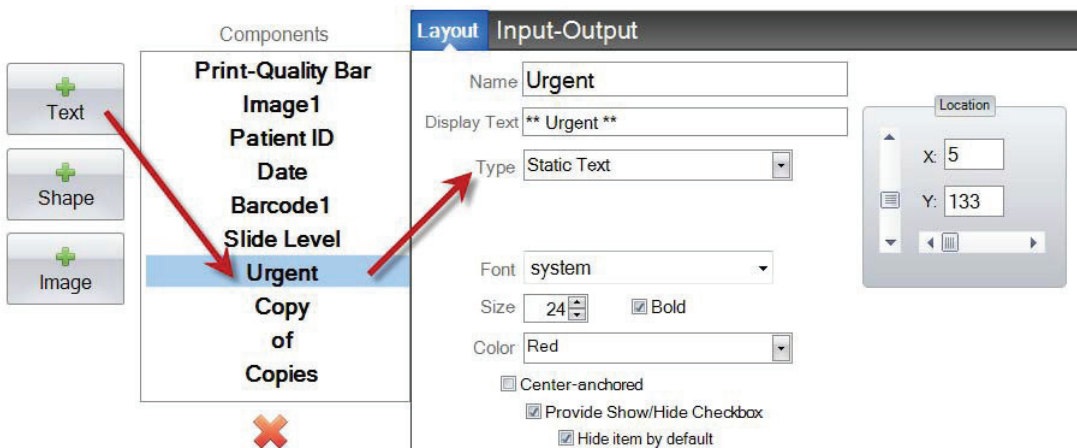 Components
Text
Shape
Image
Print-Quality Bar
Image1
Patient ID
Date
Barcode1
Slide Level
Urgent
Copy
of
Copies
Layout Input-Output
Name Urgent
Display Text ** Urgent **
Type Static Text
Font system
Size 24 Bold
Color Red
Center-anchored
Provide Show/Hide Checkbox
Hide item by default
Location
X: 5
Y: 133